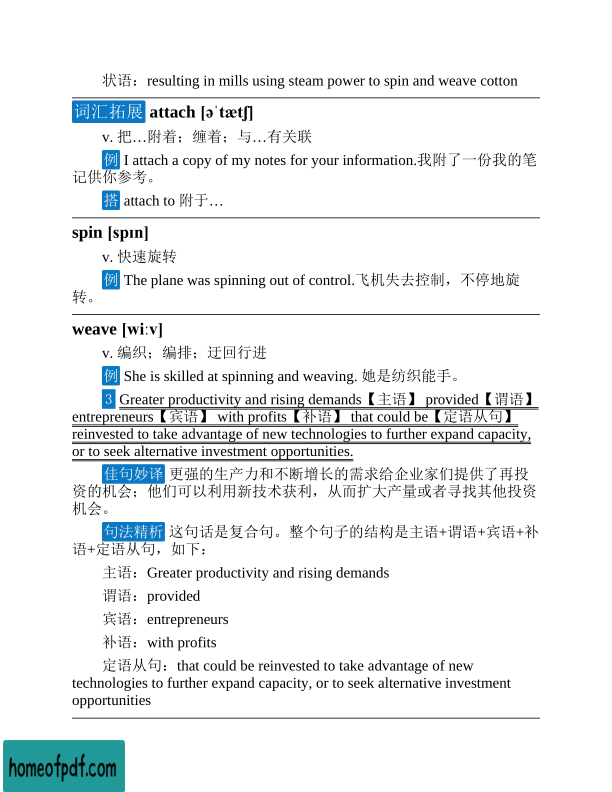 状语：resulting in mills using steam power to spin and weave cotton
词汇拓展 attach [əˈtætʃ]
v. 把…附着；缠着；与…有关联
例 I attach a copy of my notes for your information.我附了一份我的笔
记供你参考。
搭 attach to 附于…
spin [spɪn]
v. 快速旋转
例 The plane was spinning out of control.飞机失去控制，不停地旋
转。
weave [wiːv]
v. 编织；编排；迂回行进
例 She is skilled at spinning and weaving. 她是纺织能手。
3 Greater productivity and rising demands【主语】 provided【谓语】
entrepreneurs【宾语】 with profits【补语】 that could be【定语从句】
reinvested to take advantage of new technologies to further expand capacity,
or to seek alternative investment opportunities.
佳句妙译 更强的生产力和不断增长的需求给企业家们提供了再投
资的机会；他们可以利用新技术获利，从而扩大产量或者寻找其他投资
机会。
句法精析 这句话是复合句。整个句子的结构是主语+谓语+宾语+补
语+定语从句，如下：
主语：Greater productivity and rising demands
谓语：provided
宾语：entrepreneurs
补语：with profits
定语从句：that could be reinvested to take advantage of new
technologies to further expand capacity, or to seek alternative investment
opportunities
homeofpdf.com